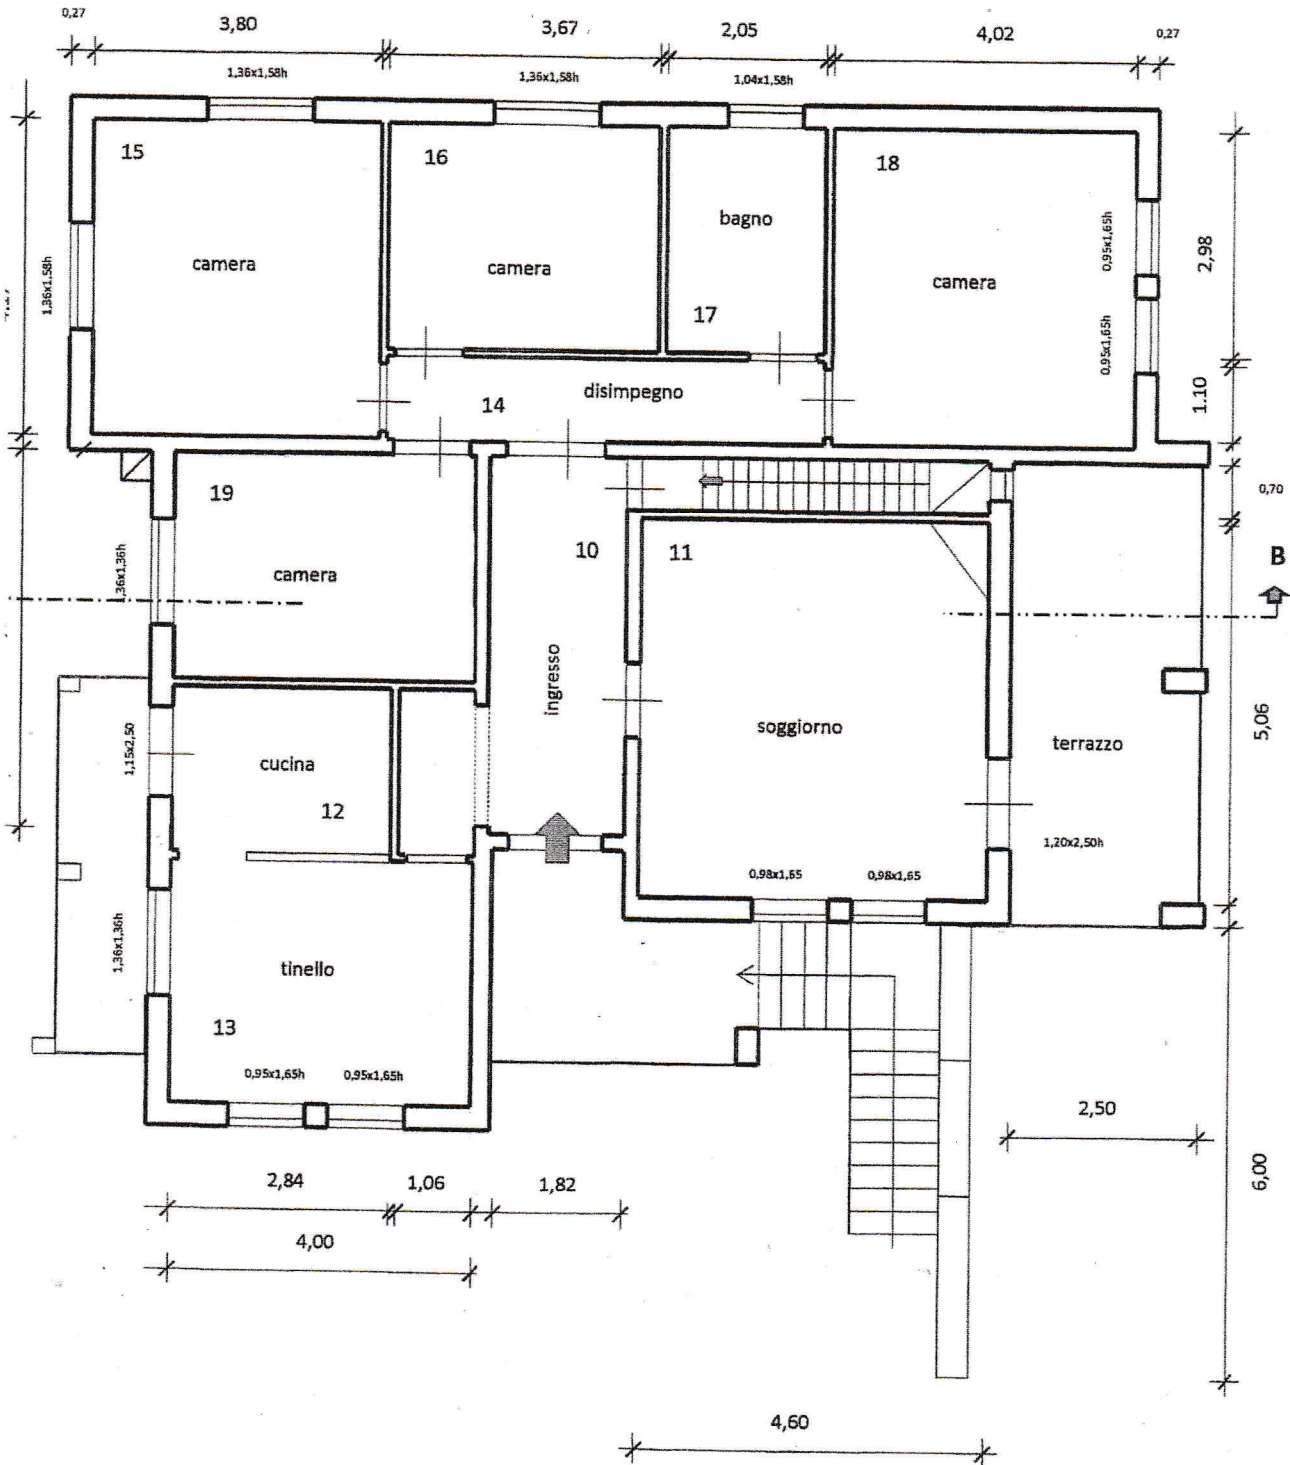 0,27
3,80
3,67
2,05
4,02
0,27
1,36x1,58h
1,36x1,58h
1,04x1,58h
15
16
18
bagno
camera
camera
camera
17
1,36x1,58h
0,95x1,65h
0,95x1,65h
2,98
1.10
disimpegno
14
19
camera
10
11
0,70
B
ingresso
soggiorno
terrazzo
5,06
1,15x2,50
cucina
12
1,20x2,50h
0,98x1,65
0,98x1,65
1,36x1,36h
tinello
13
0,95x1,65h
0,95x1,65h
2,50
2,84
1,06
1,82
6,00
4,00
4,60